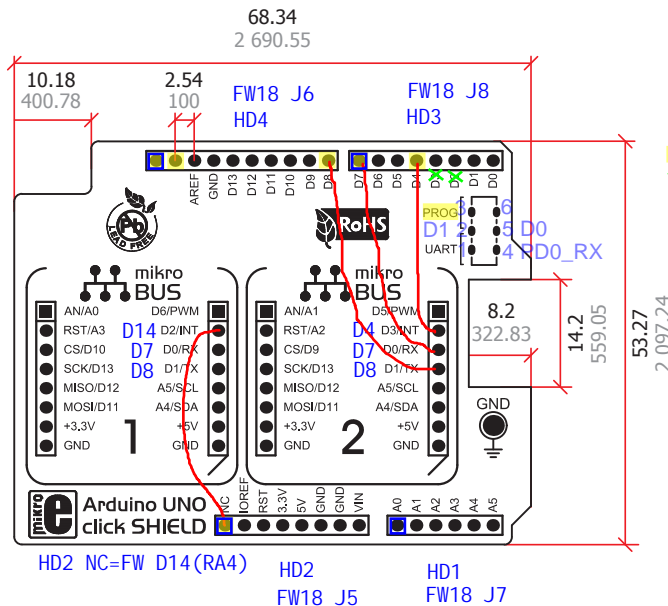 68.34
2 690.55
10.18
400.78
2.54
100
FW18 J6
HD4
FW18 J8
HD3
AREF
GND
D13
D12
D11
D10
D9
D8
D7
D6
D5
D4
D1
D0
Pb
LEAD FREE
RoHS
PROG 3 6
D1 2 5 D0
UART 1 4 PD0_RX
mikro
BUS
mikro
BUS
AN/A0 D6/PWM
RST/A3 D14 D2/INT
CS/D10 D7 D0/RX
SCK/D13 D8 D1/TX
MISO/D12 A5/SCL
MOSI/D11 A4/SDA
+3.3V +5V
GND GND
1
AN/A1 D5/PWM
RST/A2 D4 D3/INT
CS/D9 D7 D0/RX
SCK/D13 D8 D1/TX
MISO/D12 A5/SCL
MOSI/D11 A4/SDA
+3.3V +5V
GND GND
2
8.2
322.83
14.2
559.05
53.27
2 097.24
GND
mikro
e
Arduino UNO
click SHIELD
NC
IOREF
RST
3.3V
5V
GND
GND
VIN
A0
A1
A2
A3
A4
A5
HD2 NC=FW D14(RA4)
HD2
FW18 J5
HD1
FW18 J7